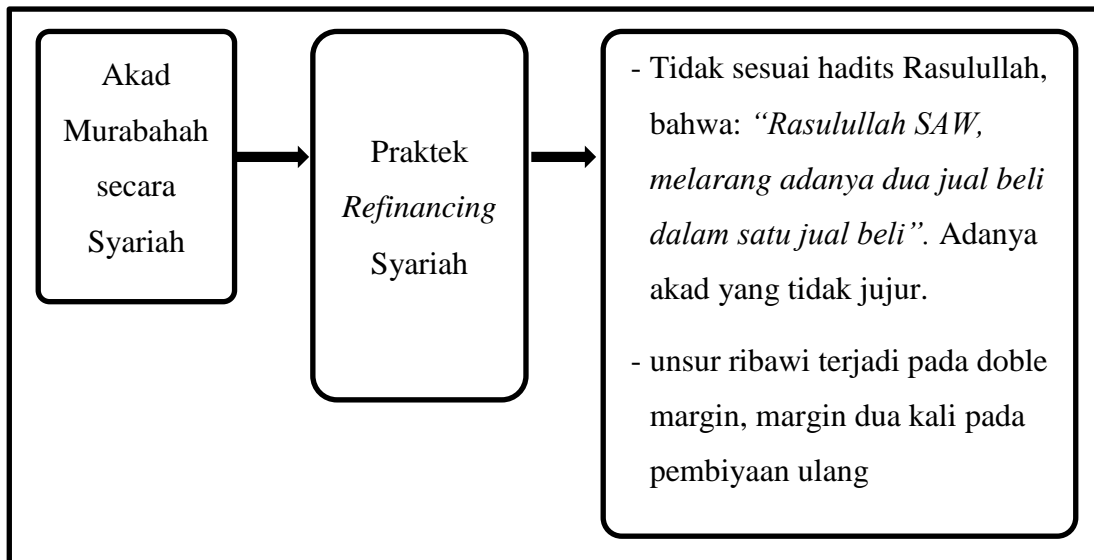 Akad
Murabahah
secara
Syariah
Praktek
Refinancing
Syariah
- Tidak sesuai hadits Rasulullah,
bahwa: “Rasulullah SAW,
melarang adanya dua jual beli
dalam satu jual beli”. Adanya
akad yang tidak jujur.
- unsur ribawi terjadi pada doble
margin, margin dua kali pada
pembiyaan ulang